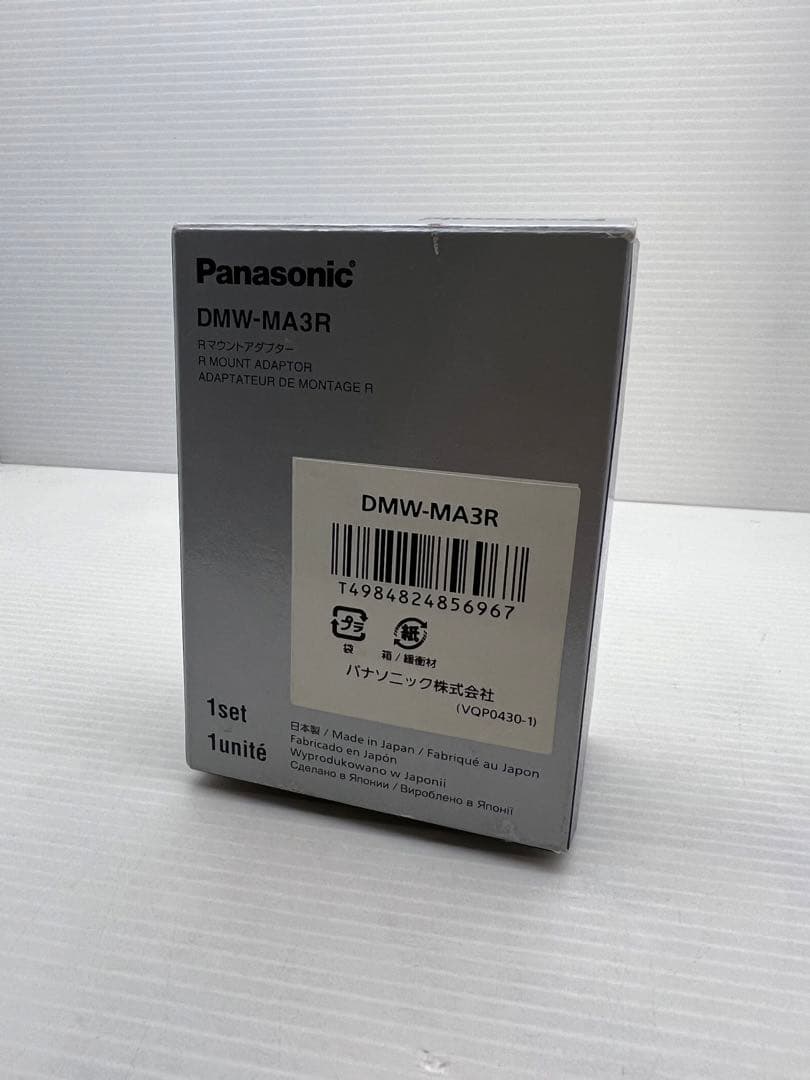 Panasonic®
DMW-MA3R
Rマウントアダプター
R MOUNT ADAPTOR
ADAPTATEUR DE MONTAGE R
DMW-MA3R
T4984824856967
プラ 紙
袋 箱/緩衝材
パナソニック株式会社
(VQP0430-1)
1set
1unité
日本製 / Made in Japan / Fabriqué au Japon
Fabricado en Japón
Wyprodukowano w Japonii
Сделано в Японии / Вироблено в Японії